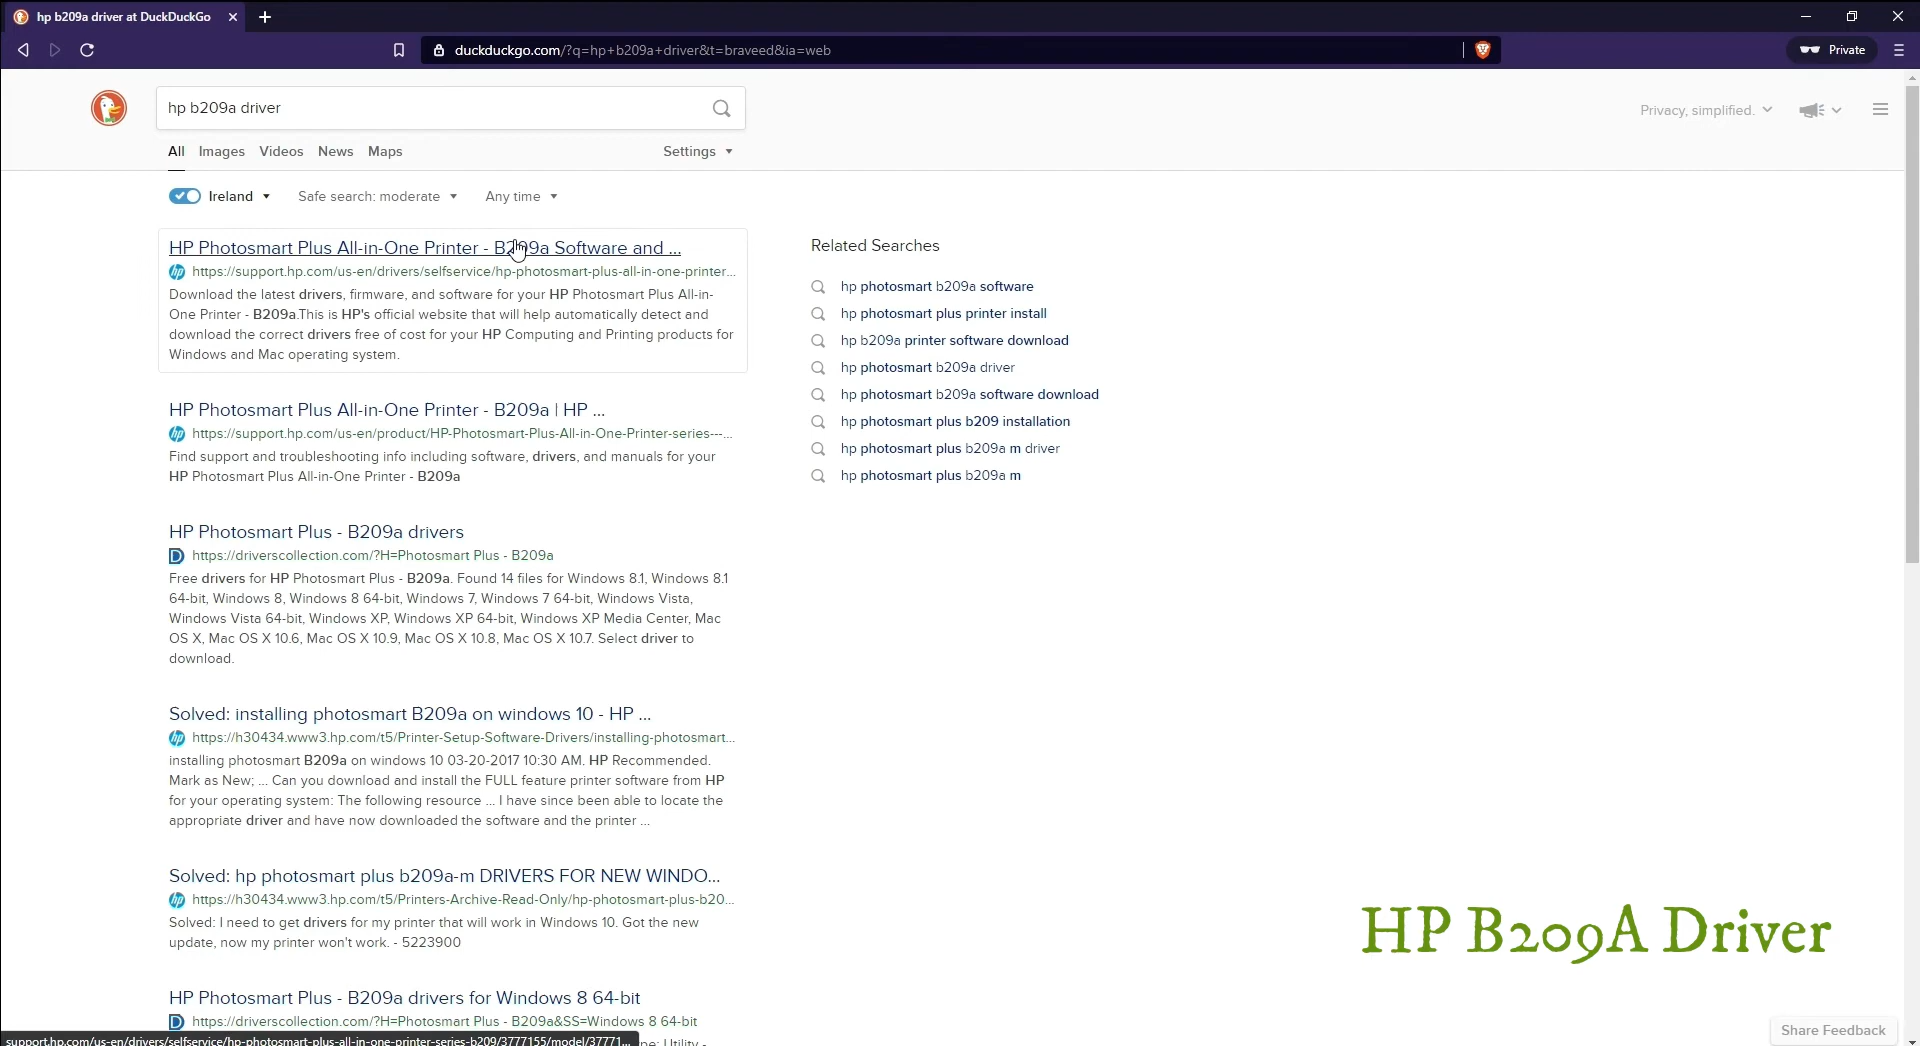 hp b209a driver at DuckDuckGo
duckduckgo.com/?q=hp+b209a+driver&t=braveed&ia=web
Private
hp b209a driver
Privacy, simplified.
All Images Videos News Maps Settings
Ireland Safe search: moderate Any time
HP Photosmart Plus All-in-One Printer - B209a Software and ...
https://support.hp.com/us-en/drivers/selfservice/hp-photosmart-plus-all-in-one-printer...
Download the latest drivers, firmware, and software for your HP Photosmart Plus All-in-
One Printer - B209a.This is HP's official website that will help automatically detect and
download the correct drivers free of cost for your HP Computing and Printing products for
Windows and Mac operating system.
HP Photosmart Plus All-in-One Printer - B209a | HP ...
https://support.hp.com/us-en/product/HP-Photosmart-Plus-All-in-One-Printer-series---...
Find support and troubleshooting info including software, drivers, and manuals for your
HP Photosmart Plus All-in-One Printer - B209a
HP Photosmart Plus - B209a drivers
https://driverscollection.com/?H=Photosmart Plus - B209a
Free drivers for HP Photosmart Plus - B209a. Found 14 files for Windows 8.1, Windows 8.1
64-bit, Windows 8, Windows 8 64-bit, Windows 7, Windows 7 64-bit, Windows Vista,
Windows Vista 64-bit, Windows XP, Windows XP 64-bit, Windows XP Media Center, Mac
OS X, Mac OS X 10.6, Mac OS X 10.9, Mac OS X 10.8, Mac OS X 10.7. Select driver to
download.
Solved: installing photosmart B209a on windows 10 - HP ...
https://h30434.www3.hp.com/t5/Printer-Setup-Software-Drivers/installing-photosmart...
installing photosmart B209a on windows 10 03-20-2017 10:30 AM. HP Recommended.
Mark as New; ... Can you download and install the FULL feature printer software from HP
for your operating system: The following resource ... I have since been able to locate the
appropriate driver and have now downloaded the software and the printer ...
Solved: hp photosmart plus b209a-m DRIVERS FOR NEW WINDO...
https://h30434.www3.hp.com/t5/Printers-Archive-Read-Only/hp-photosmart-plus-b20...
Solved: I need to get drivers for my printer that will work in Windows 10. Got the new
update, now my printer won't work. - 5223900
HP Photosmart Plus - B209a drivers for Windows 8 64-bit
https://driverscollection.com/?H=Photosmart Plus - B209a&SS=Windows 8 64-bit
support.hp.com/us-en/drivers/selfservice/hp-photosmart-plus-all-in-one-printer-series-b209/3777155/model/37771...
Related Searches
hp photosmart b209a software
hp photosmart plus printer install
hp b209a printer software download
hp photosmart b209a driver
hp photosmart b209a software download
hp photosmart plus b209 installation
hp photosmart plus b209a m driver
hp photosmart plus b209a m
HP B209A Driver
Share Feedback